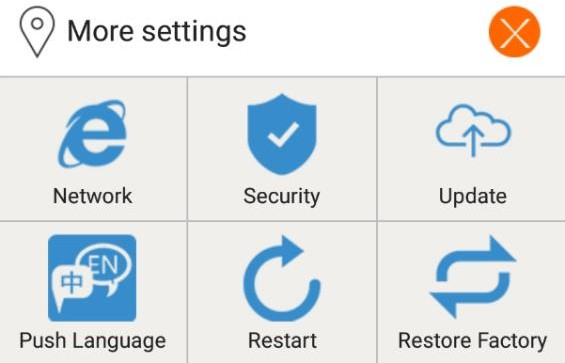 More settings
Network
Security
Update
EN
中
Push Language
Restart
Restore Factory